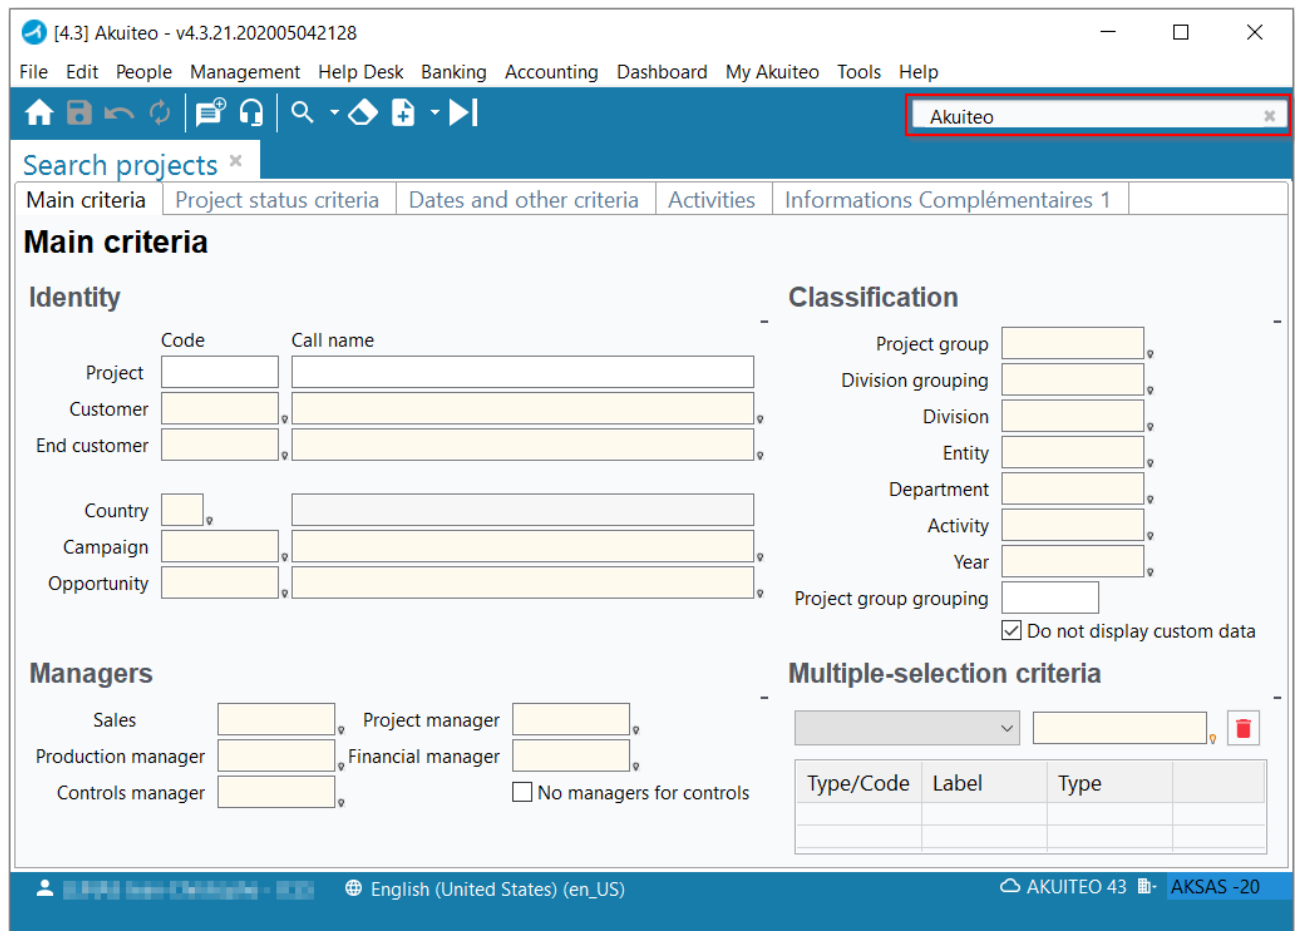 [4.3] Akuiteo - v4.3.21.202005042128
File Edit People Management Help Desk Banking Accounting Dashboard My Akuiteo Tools Help
Akuiteo
Search projects
Main criteria Project status criteria Dates and other criteria Activities Informations Complémentaires 1
Main criteria
Identity
Code Call name
Project
Customer
End customer
Country
Campaign
Opportunity
Classification
Project group
Division grouping
Division
Entity
Department
Activity
Year
Project group grouping
Do not display custom data
Managers
Sales Project manager
Production manager Financial manager
Controls manager No managers for controls
Multiple-selection criteria
Type/Code Label Type
English (United States) (en_US) AKUITEO 43 AKSAS -20